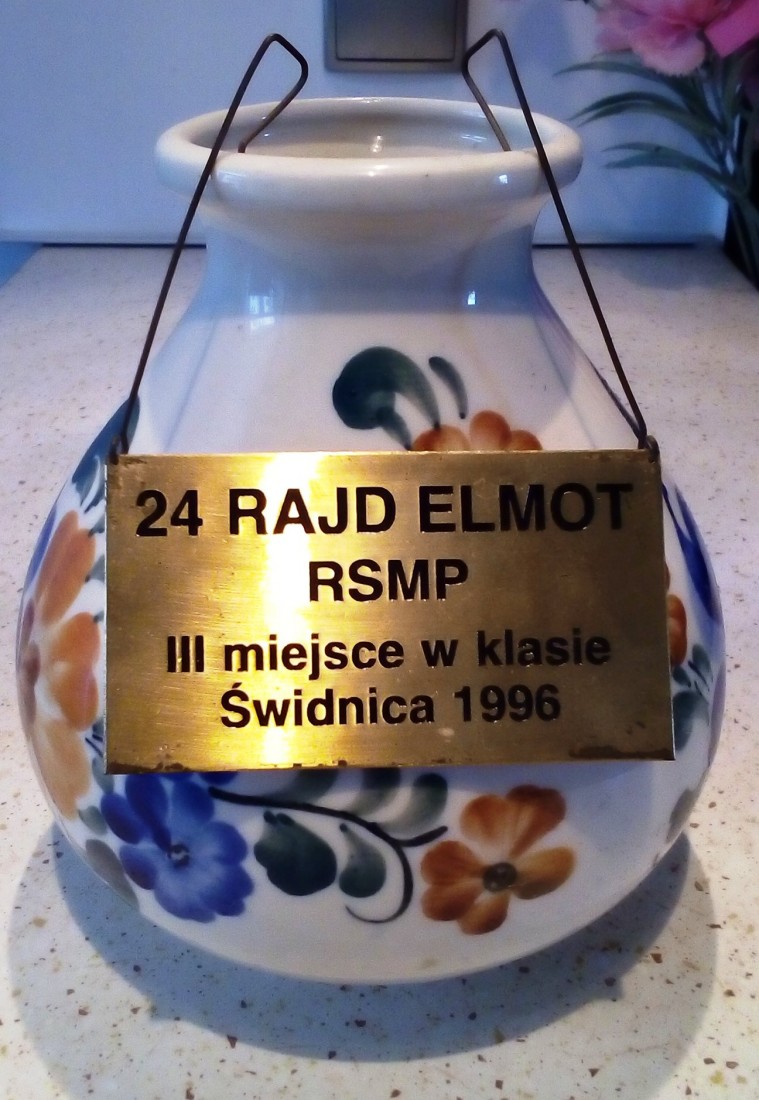 24 RAJD ELMOT
RSMP
III miejsce w klasie
Świdnica 1996